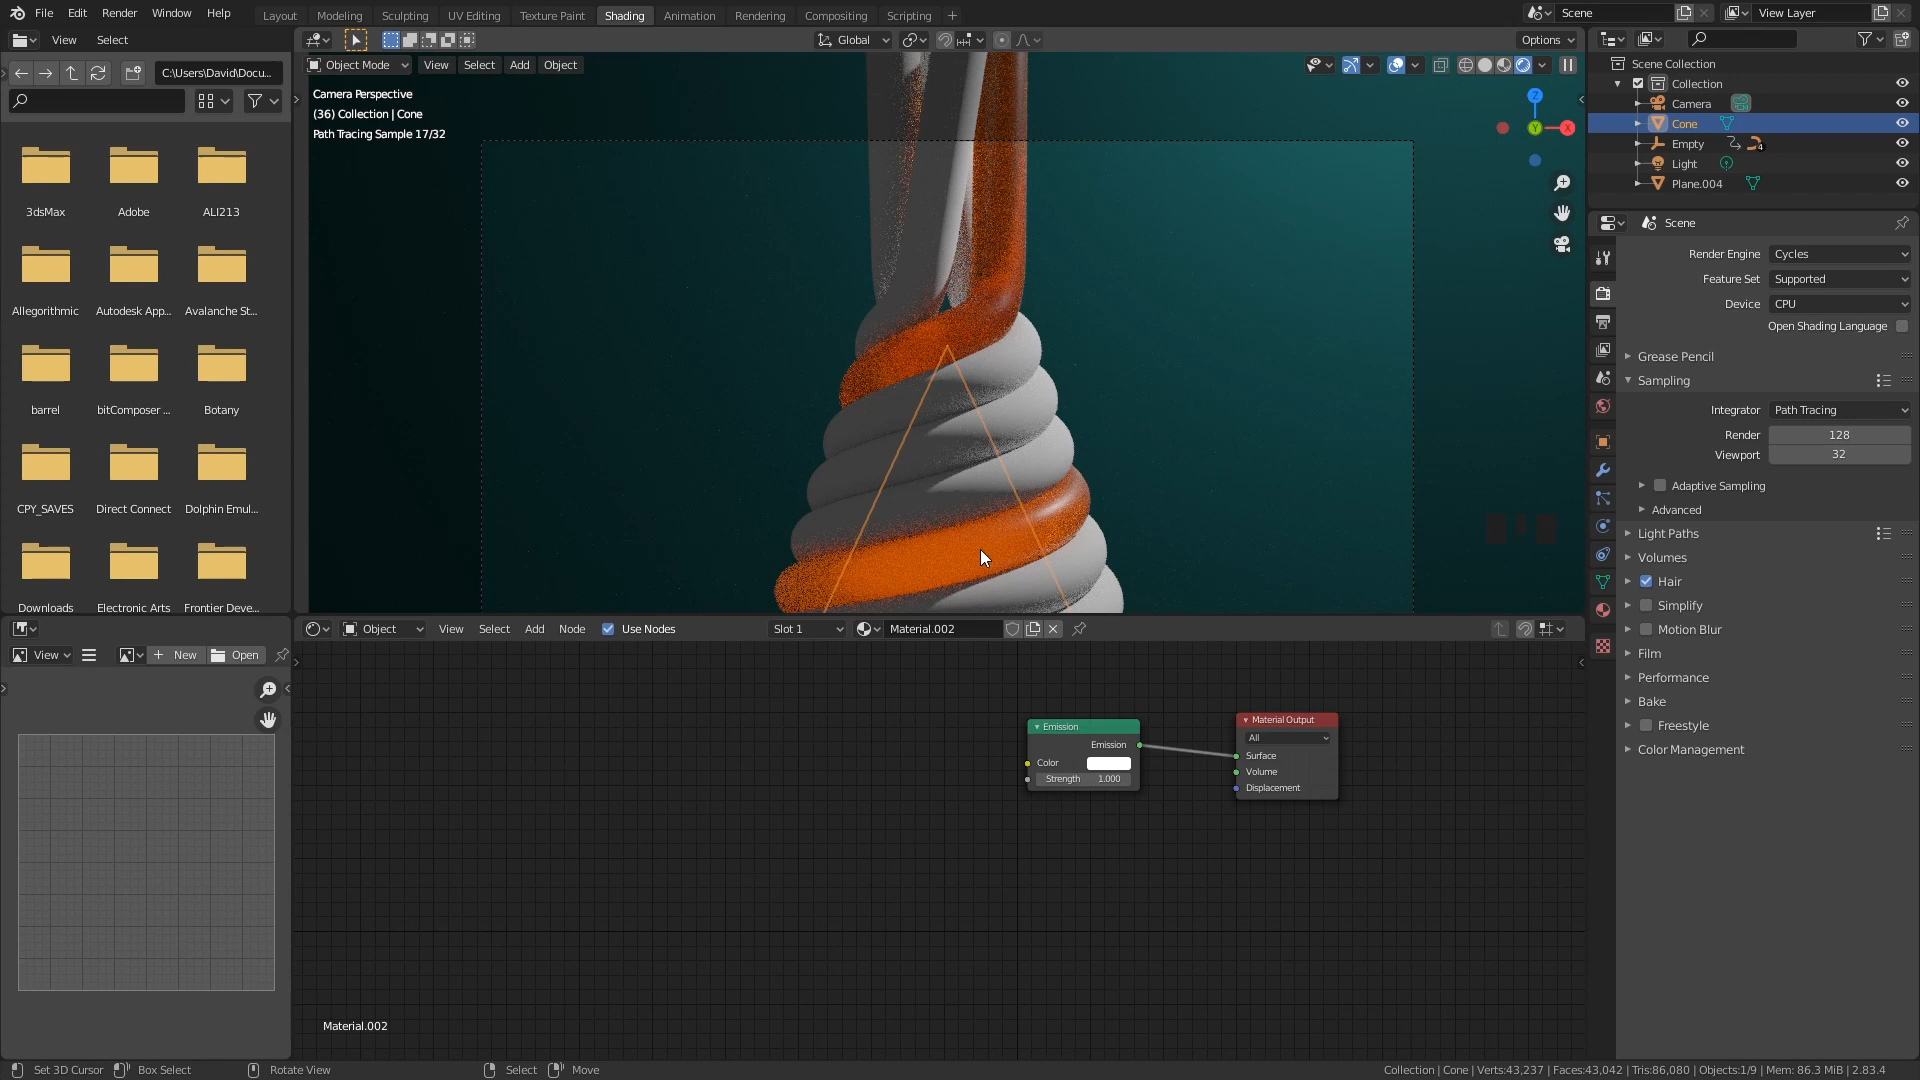 File Edit Render Window Help
Layout Modeling Sculpting UV Editing Texture Paint Shading Animation Rendering Compositing Scripting +
Scene
View Layer
View Select
Global
Options
C:\Users\David\Docu...
Object Mode View Select Add Object
Camera Perspective
(36) Collection | Cone
Path Tracing Sample 17/32
Z
Y
X
3dsMax Adobe ALI213
Allegorithmic Autodesk App... Avalanche St...
barrel bitComposer ... Botany
CPY_SAVES Direct Connect Dolphin Emul...
Downloads Electronic Arts Frontier Deve...
Scene Collection
Collection
Camera
Cone
Empty
4
Light
Plane.004
Scene
Render Engine Cycles
Feature Set Supported
Device CPU
Open Shading Language
Grease Pencil
Sampling
Integrator Path Tracing
Render 128
Viewport 32
Adaptive Sampling
Advanced
Light Paths
Volumes
Hair
Simplify
Motion Blur
Film
Performance
Bake
Freestyle
Color Management
Object View Select Add Node Use Nodes Slot 1 Material.002
View + New Open
Emission
Emission
Color
Strength 1.000
Material Output
All
Surface
Volume
Displacement
Material.002
Set 3D Cursor Box Select Rotate View Select Move
Collection | Cone | Verts:43,237 | Faces:43,042 | Tris:86,080 | Objects:1/9 | Mem: 86.3 MiB | 2.83.4